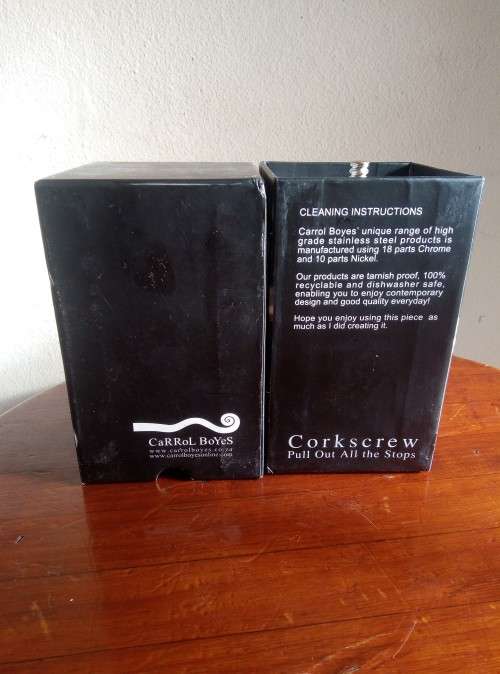 CaRRoL BoYeS
www.carrolboyes.co.za
www.carrolboyesonline.com
CLEANING INSTRUCTIONS
Carrol Boyes' unique range of high
grade stainless steel products is
manufactured using 18 parts Chrome
and 10 parts Nickel.
Our products are tarnish proof, 100%
recyclable and dishwasher safe,
enabling you to enjoy contemporary
design and good quality everyday!
Hope you enjoy using this piece as
much as I did creating it.
Corkscrew
Pull Out All the Stops